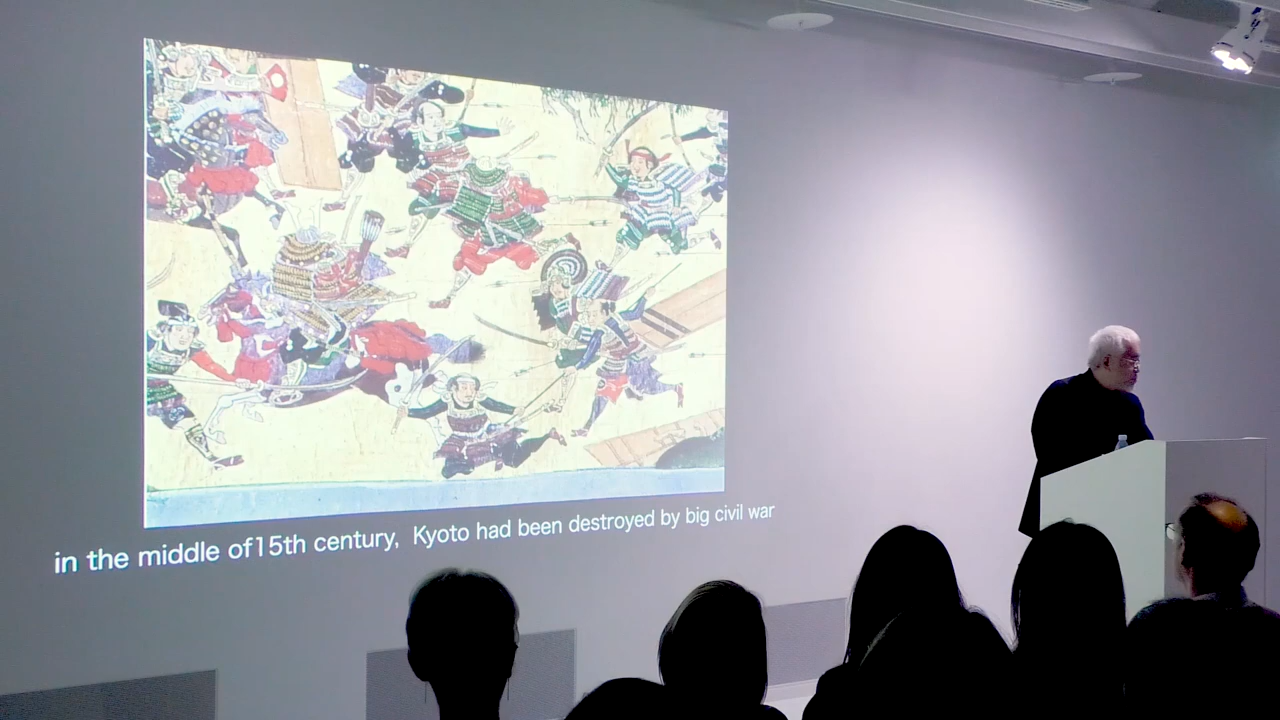 in the middle of15th century, Kyoto had been destroyed by big civil war